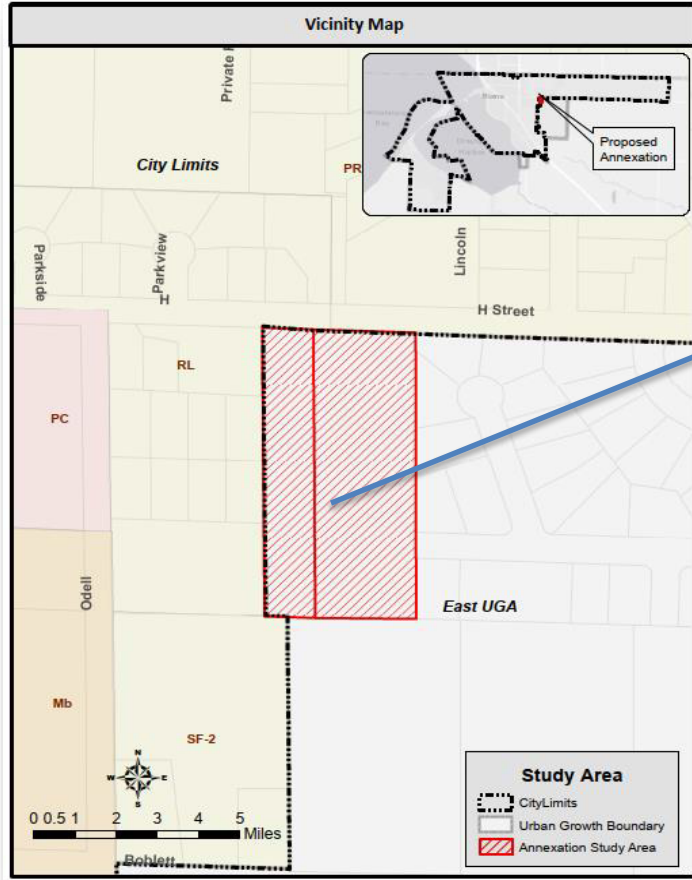 Vicinity Map
Private
City Limits
PR
Blaine
Proposed
Annexation
Parkside
Parkview
H
Lincoln
H Street
RL
PC
Odell
East UGA
Mb
SF-2
N
W E
S
0 0.5 1 2 3 4 5
Miles
Boblett
Study Area
CityLimits
Urban Growth Boundary
Annexation Study Area